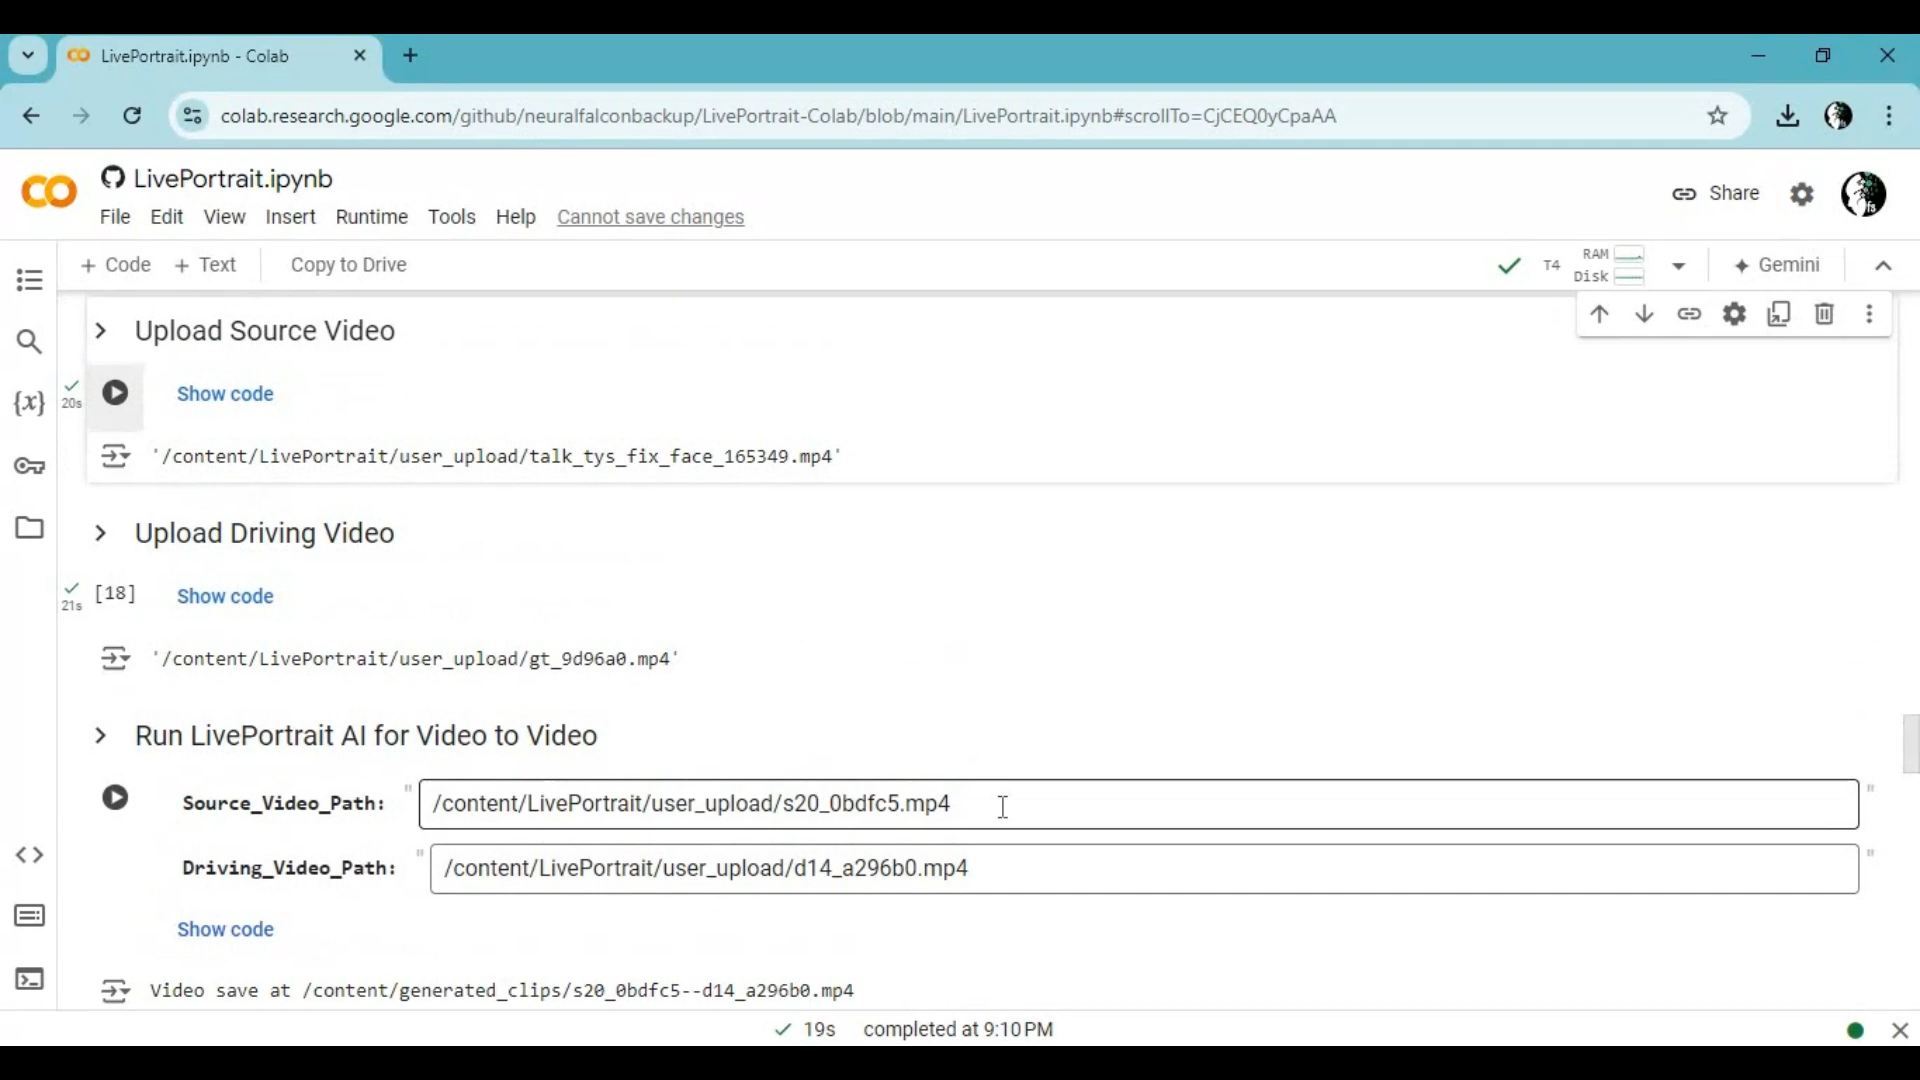 LivePortrait.ipynb - Colab
colab.research.google.com/github/neuralfalconbackup/LivePortrait-Colab/blob/main/LivePortrait.ipynb#scrollTo=CjCEQ0yCpaAA
LivePortrait.ipynb
Share
File Edit View Insert Runtime Tools Help Cannot save changes
+ Code + Text Copy to Drive
T4 RAM Disk Gemini
Upload Source Video
20s Show code
'/content/LivePortrait/user_upload/talk_tys_fix_face_165349.mp4'
Upload Driving Video
21s [18] Show code
'/content/LivePortrait/user_upload/gt_9d96a0.mp4'
Run LivePortrait AI for Video to Video
Source_Video_Path: "/content/LivePortrait/user_upload/s20_0bdfc5.mp4"
Driving_Video_Path: "/content/LivePortrait/user_upload/d14_a296b0.mp4"
Show code
Video save at /content/generated_clips/s20_0bdfc5--d14_a296b0.mp4
19s completed at 9:10 PM